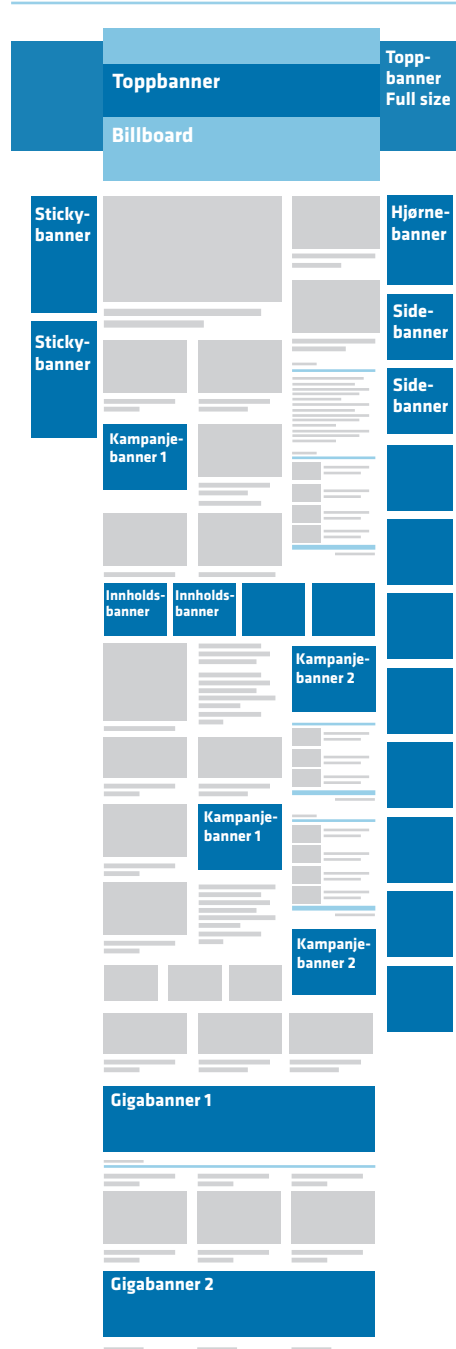 Toppbanner
Topp-
banner
Full size
Billboard
Sticky-
banner
Hjørne-
banner
Side-
banner
Sticky-
banner
Side-
banner
Kampanje-
banner 1
Innholds-
banner
Innholds-
banner
Kampanje-
banner 2
Kampanje-
banner 1
Kampanje-
banner 2
Gigabanner 1
Gigabanner 2